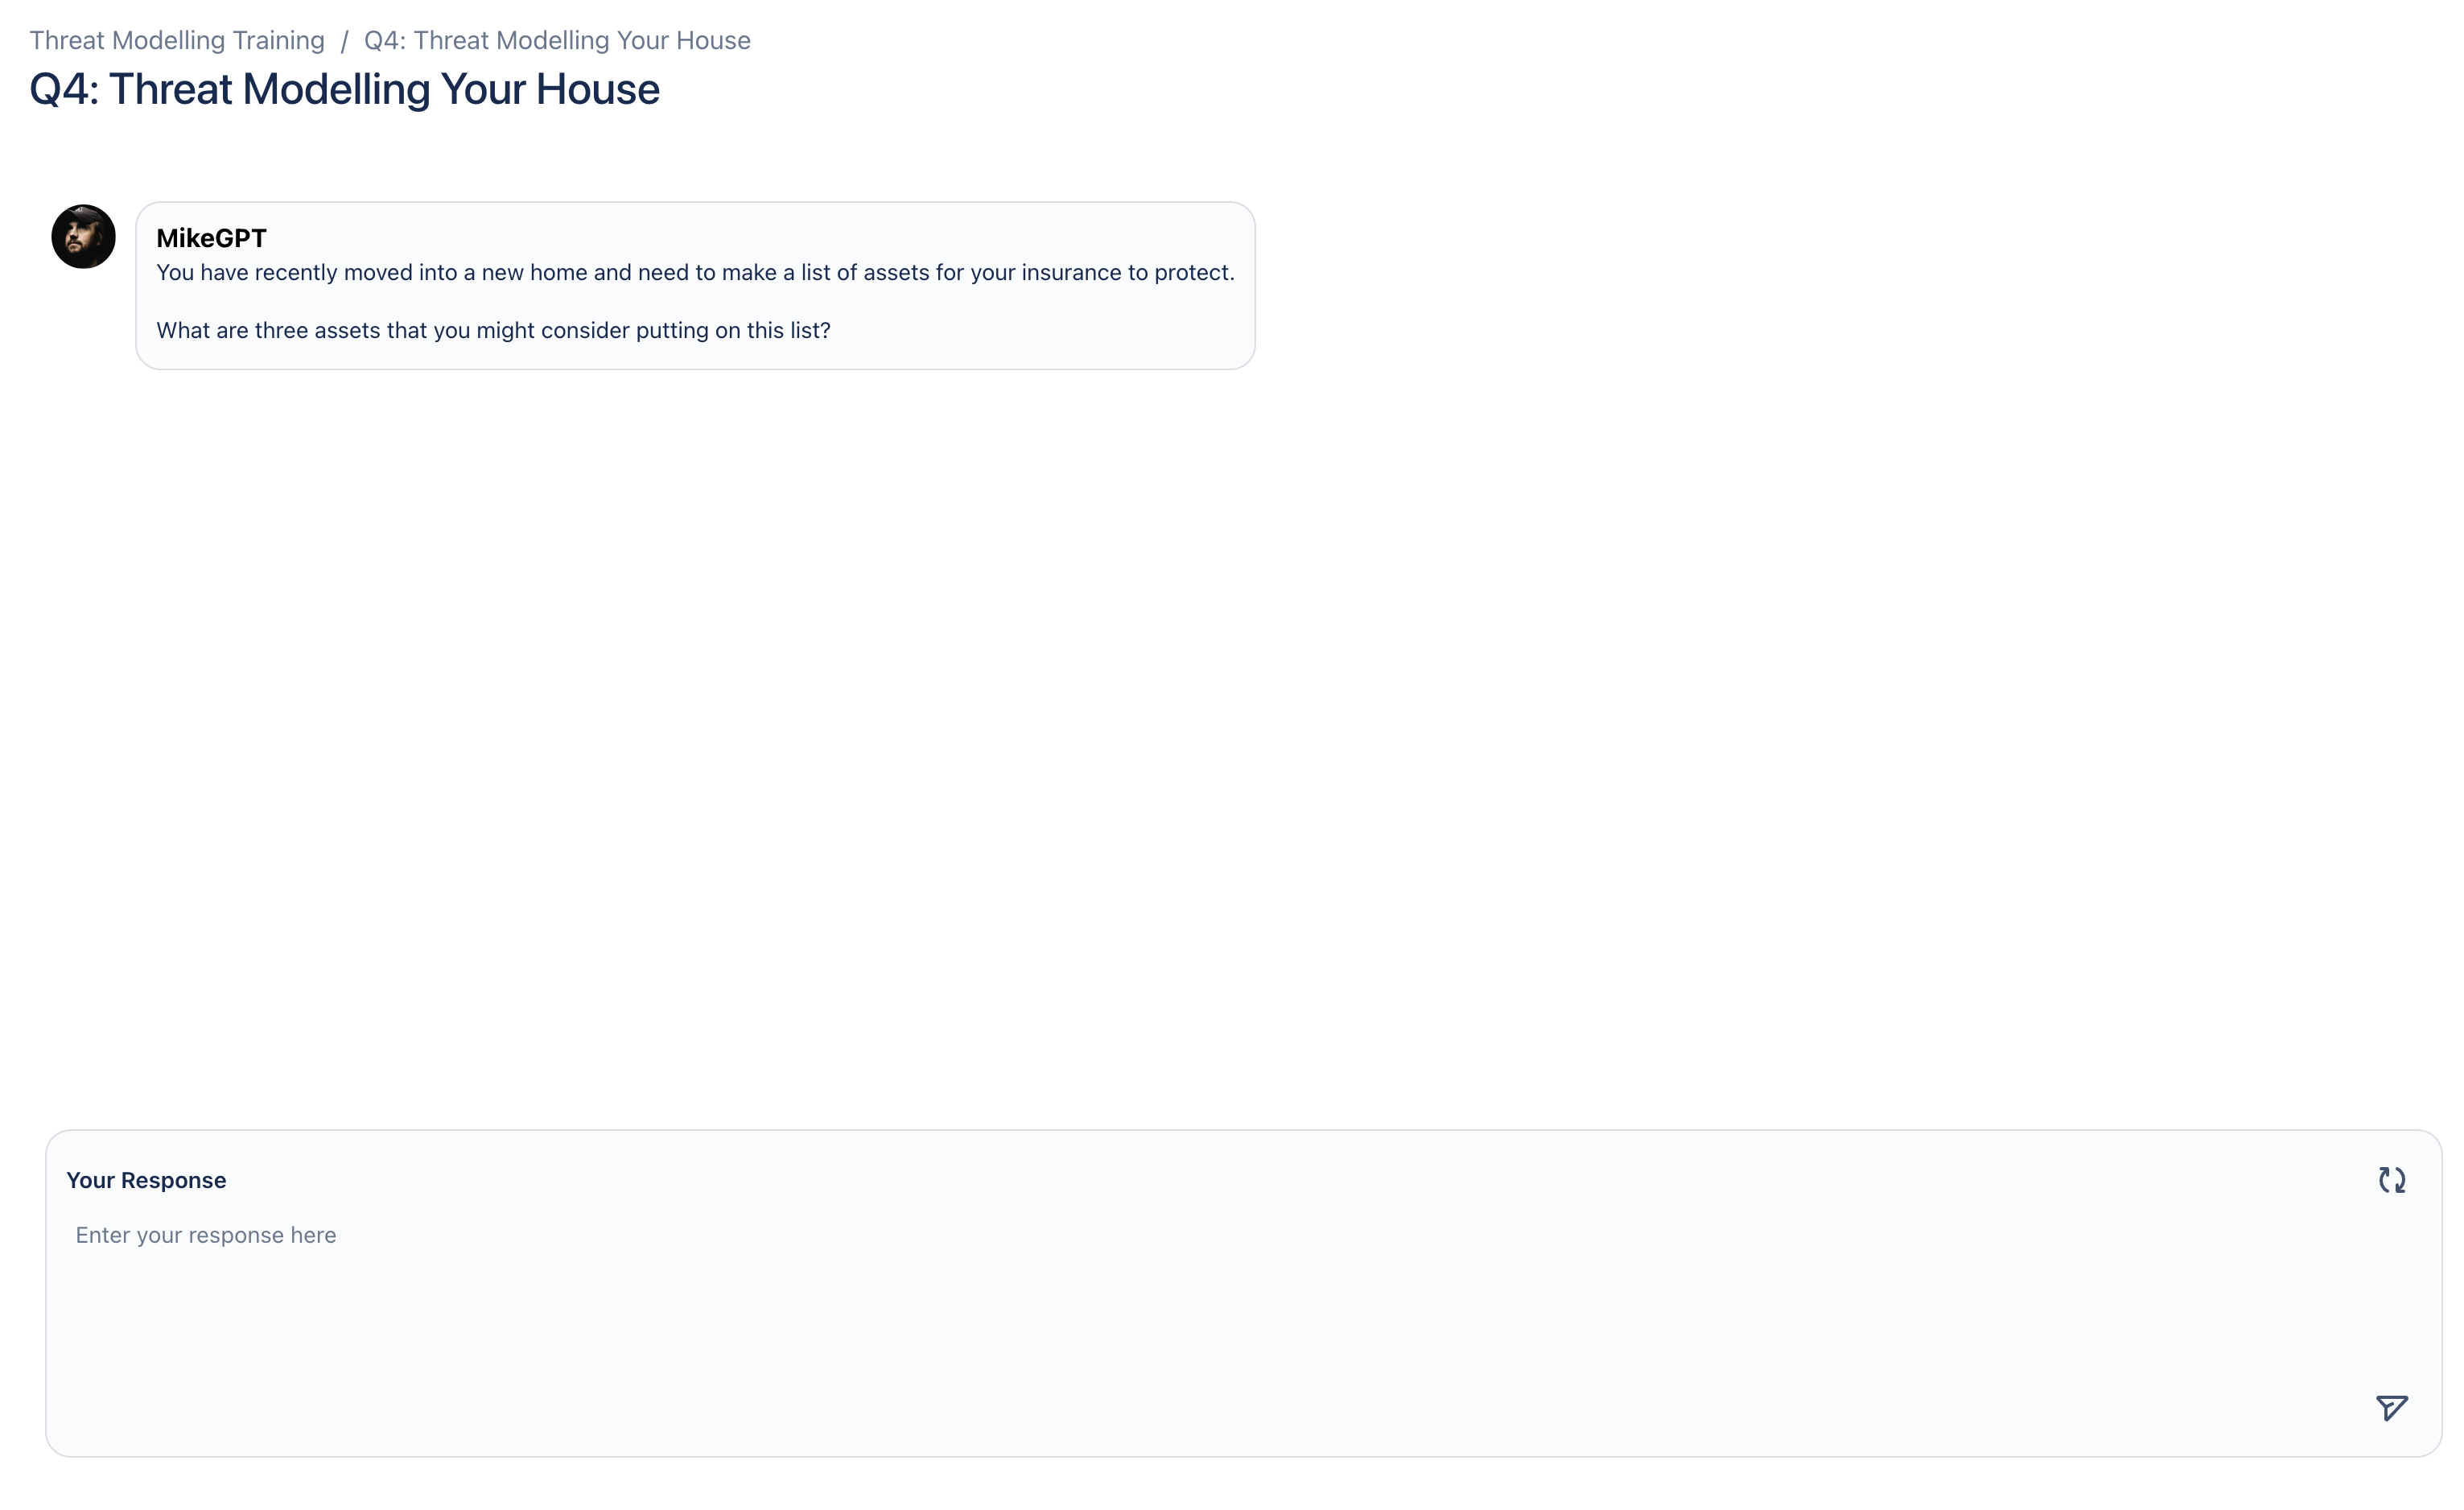 Threat Modelling Training / Q4: Threat Modelling Your House
Q4: Threat Modelling Your House
MikeGPT
You have recently moved into a new home and need to make a list of assets for your insurance to protect.
What are three assets that you might consider putting on this list?
Your Response
Enter your response here